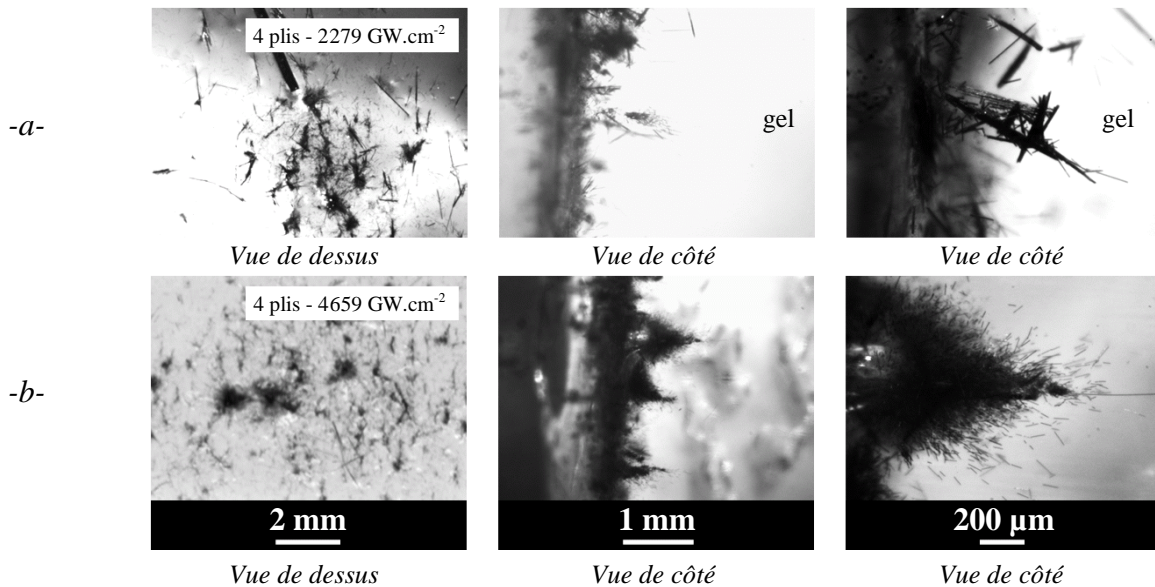 4 plis - 2279 GW.cm-2
-a-
gel
gel
Vue de dessus
Vue de côté
Vue de côté
4 plis - 4659 GW.cm-2
-b-
2 mm
1 mm
200 µm
Vue de dessus
Vue de côté
Vue de côté